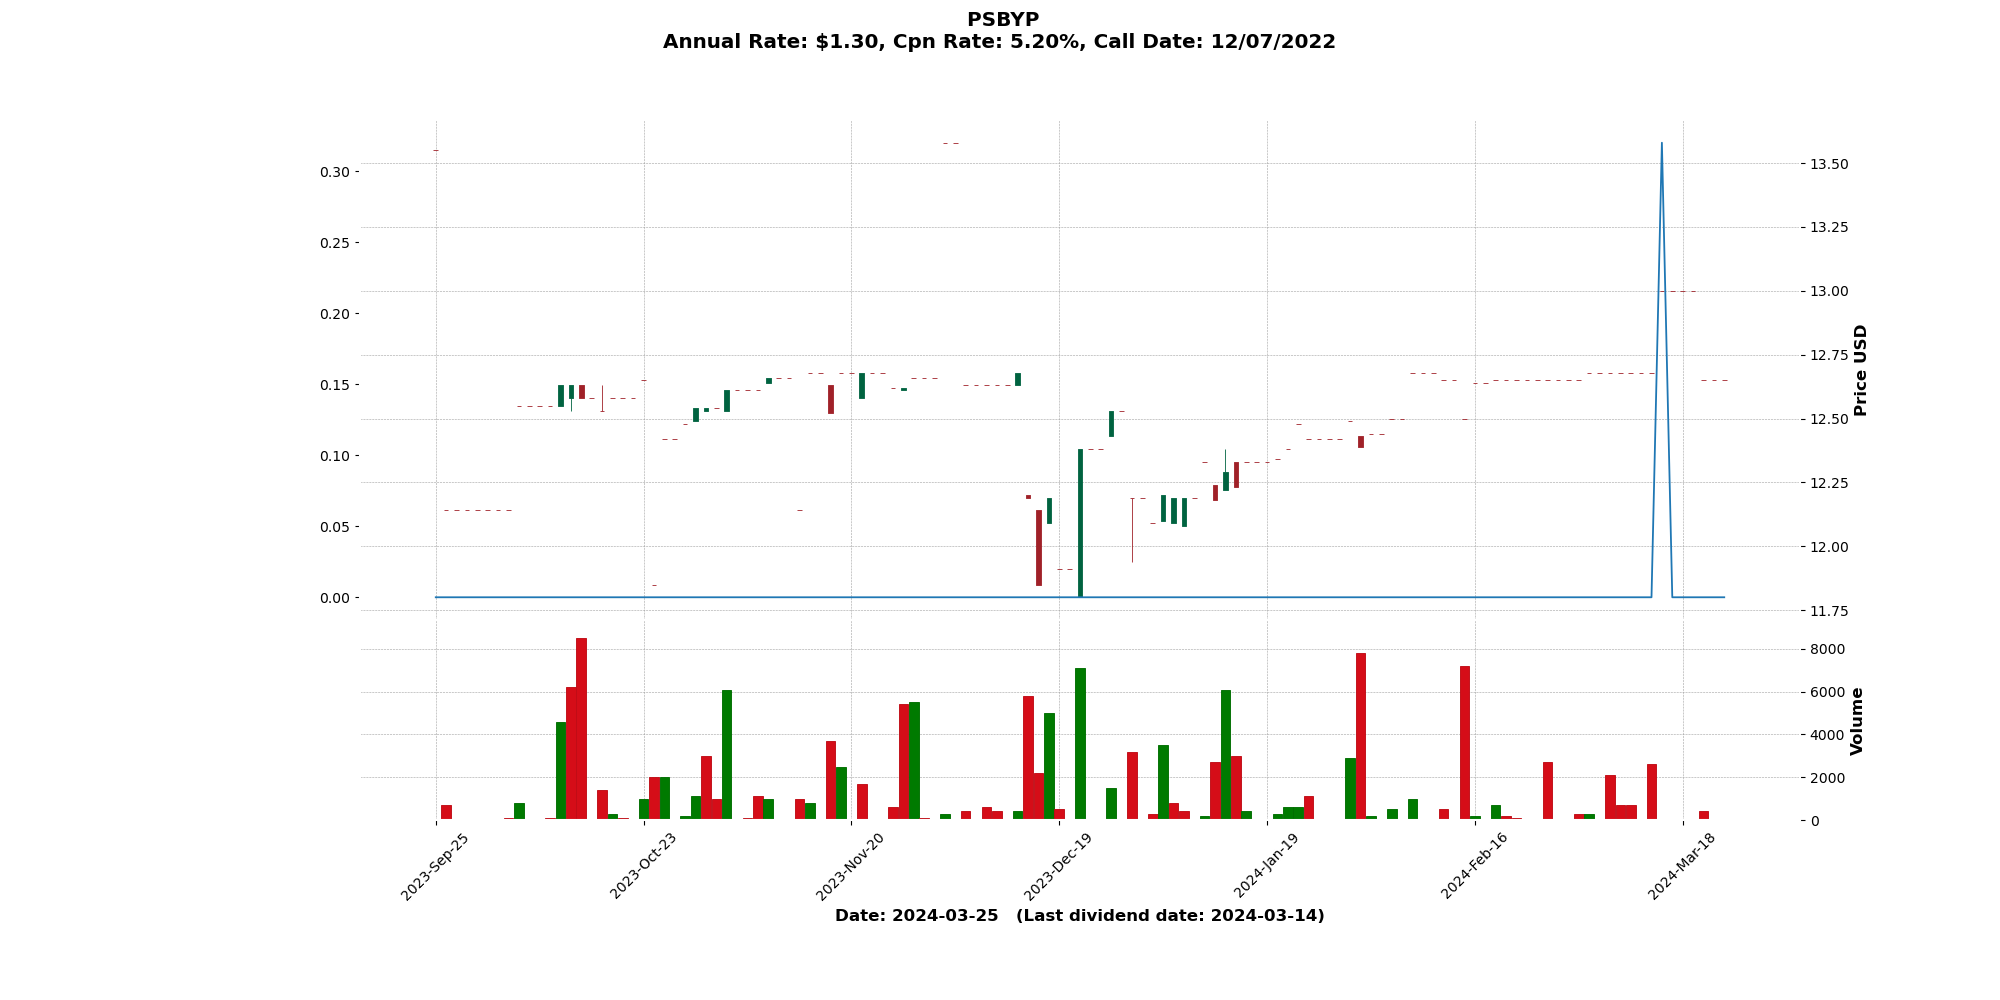 PSBYP
Annual Rate: $1.30, Cpn Rate: 5.20%, Call Date: 12/07/2022
0.30
0.25
0.20
0.15
0.10
0.05
0.00
13.50
13.25
13.00
12.75
12.50
12.25
12.00
11.75
Price USD
8000
6000
4000
2000
0
Volume
2023-Sep-25
2023-Oct-23
2023-Nov-20
2023-Dec-19
2024-Jan-19
2024-Feb-16
2024-Mar-18
Date: 2024-03-25 (Last dividend date: 2024-03-14)